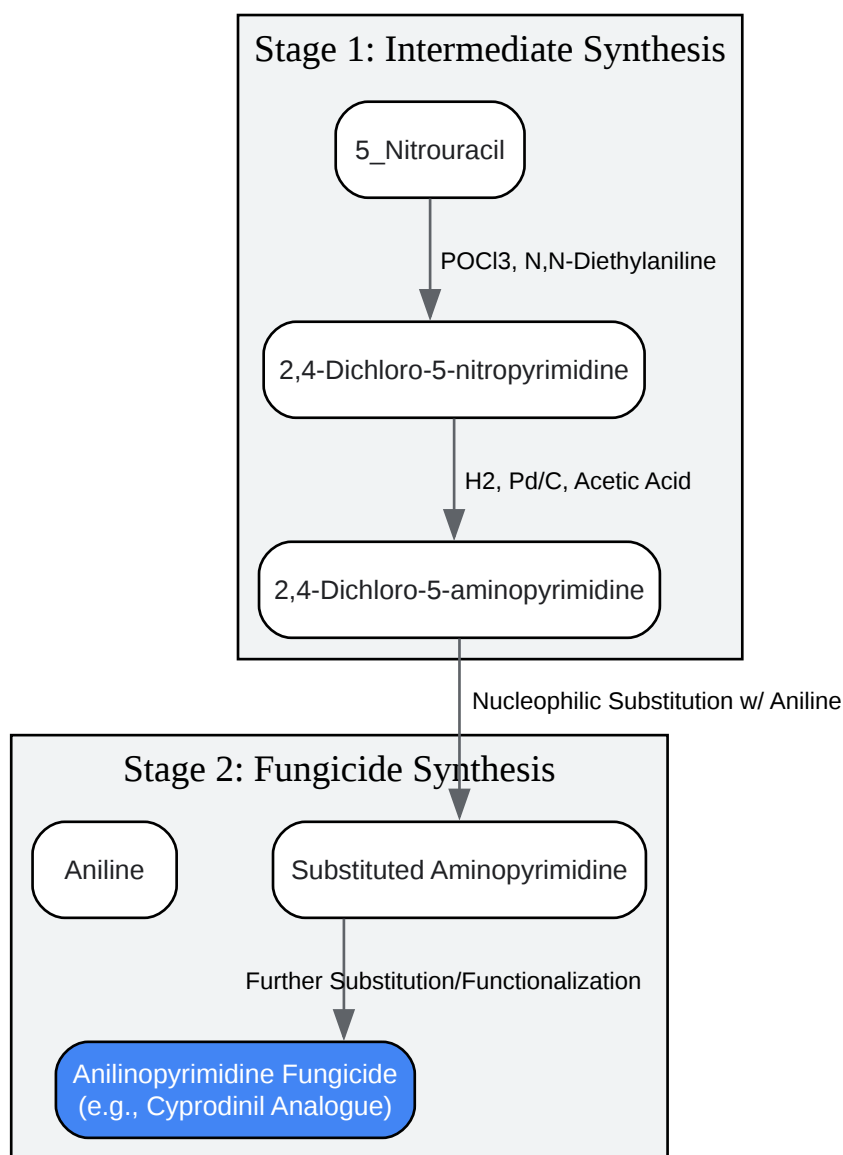 Stage 1: Intermediate Synthesis
5_Nitrouracil
POCl3, N,N-Diethylaniline
2,4-Dichloro-5-nitropyrimidine
H2, Pd/C, Acetic Acid
2,4-Dichloro-5-aminopyrimidine
Nucleophilic Substitution w/ Aniline
Stage 2: Fungicide Synthesis
Aniline
Substituted Aminopyrimidine
Further Substitution/Functionalization
Anilinopyrimidine Fungicide
(e.g., Cyprodinil Analogue)